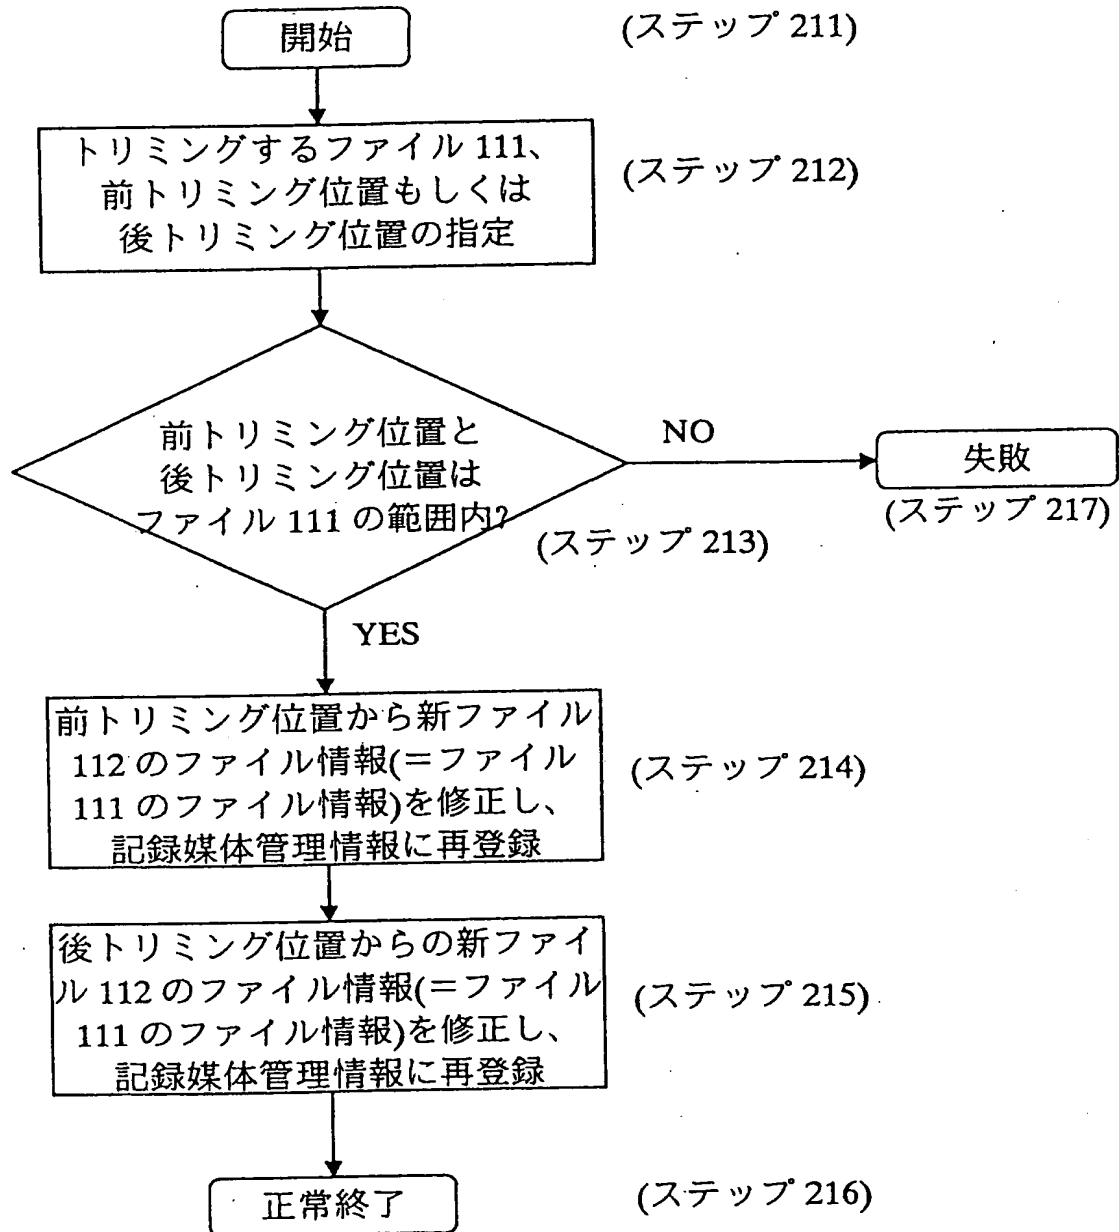 開始
(ステップ 211)
トリミングするファイル 111、
前トリミング位置もしくは
後トリミング位置の指定
(ステップ 212)
前トリミング位置と
後トリミング位置は
ファイル 111 の範囲内?
(ステップ 213)
NO
失敗
(ステップ 217)
YES
前トリミング位置から新ファイル
112 のファイル情報(=ファイル
111 のファイル情報)を修正し、
記録媒体管理情報に再登録
(ステップ 214)
後トリミング位置からの新ファイ
ル 112 のファイル情報(=ファイル
111 のファイル情報)を修正し、
記録媒体管理情報に再登録
(ステップ 215)
正常終了
(ステップ 216)